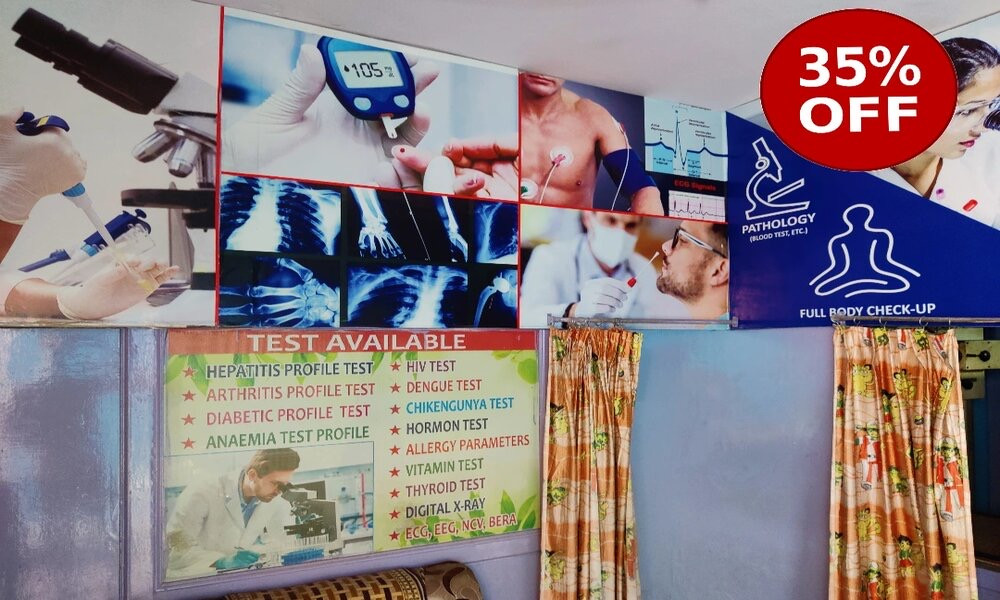 35%
OFF
105
ECG Signals
PATHOLOGY
(BLOOD TEST, ETC.)
FULL BODY CHECK-UP
TEST AVAILABLE
HEPATITIS PROFILE TEST
ARTHRITIS PROFILE TEST
DIABETIC PROFILE TEST
ANAEMIA TEST PROFILE
HIV TEST
DENGUE TEST
CHIKENGUNYA TEST
HORMON TEST
ALLERGY PARAMETERS
VITAMIN TEST
THYROID TEST
DIGITAL X-RAY
ECG, EEG, NCV, BERA